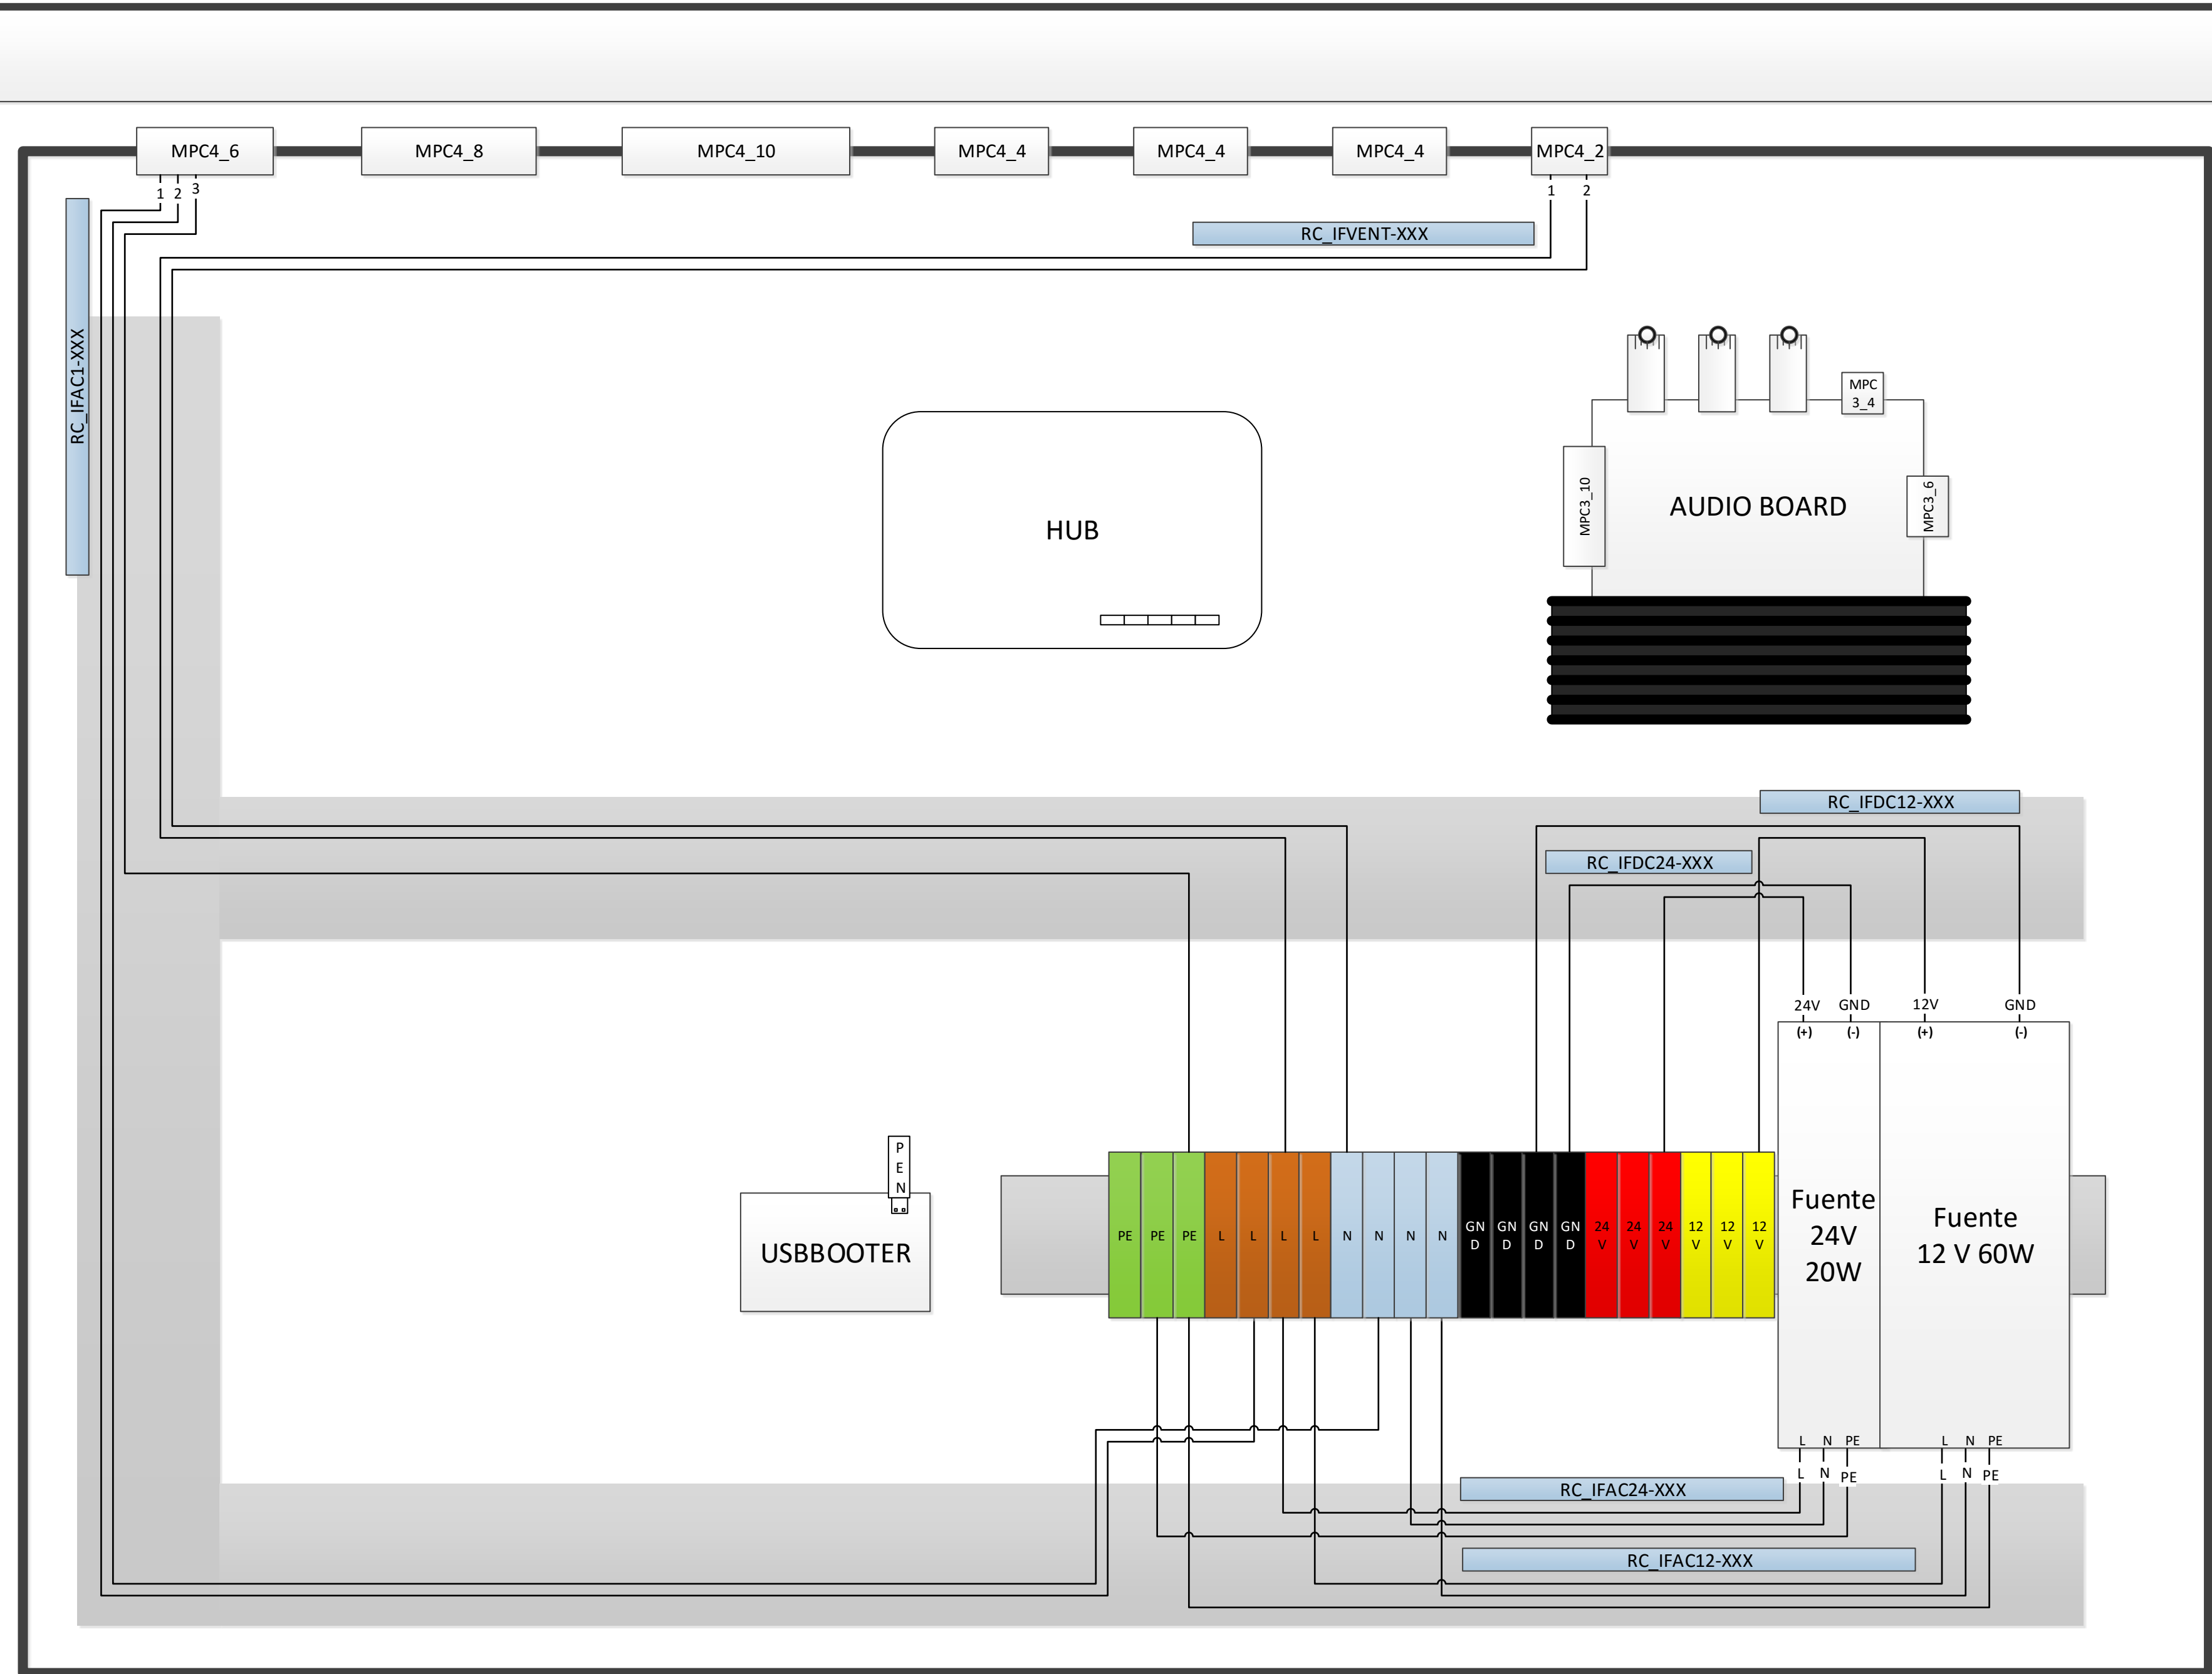 MPC4_6
MPC4_8
MPC4_10
MPC4_4
MPC4_4
MPC4_4
MPC4_2
1 2 3
1 2
RC_IFVENT-XXX
RC_IFAC1-XXX
MPC
3_4
MPC3_10
AUDIO BOARD
MPC3_6
HUB
RC_IFDC12-XXX
RC_IFDC24-XXX
24V GND 12V GND
(+) (-) (+) (-)
P
E
N
USBBOOTER
PE PE PE L L L L N N N N
GN GN GN GN 24 24 24 12 12 12
D D D D V V V V V V
Fuente
24V
20W
Fuente
12 V 60W
L N PE L N PE
L N PE L N PE
RC_IFAC24-XXX
RC_IFAC12-XXX